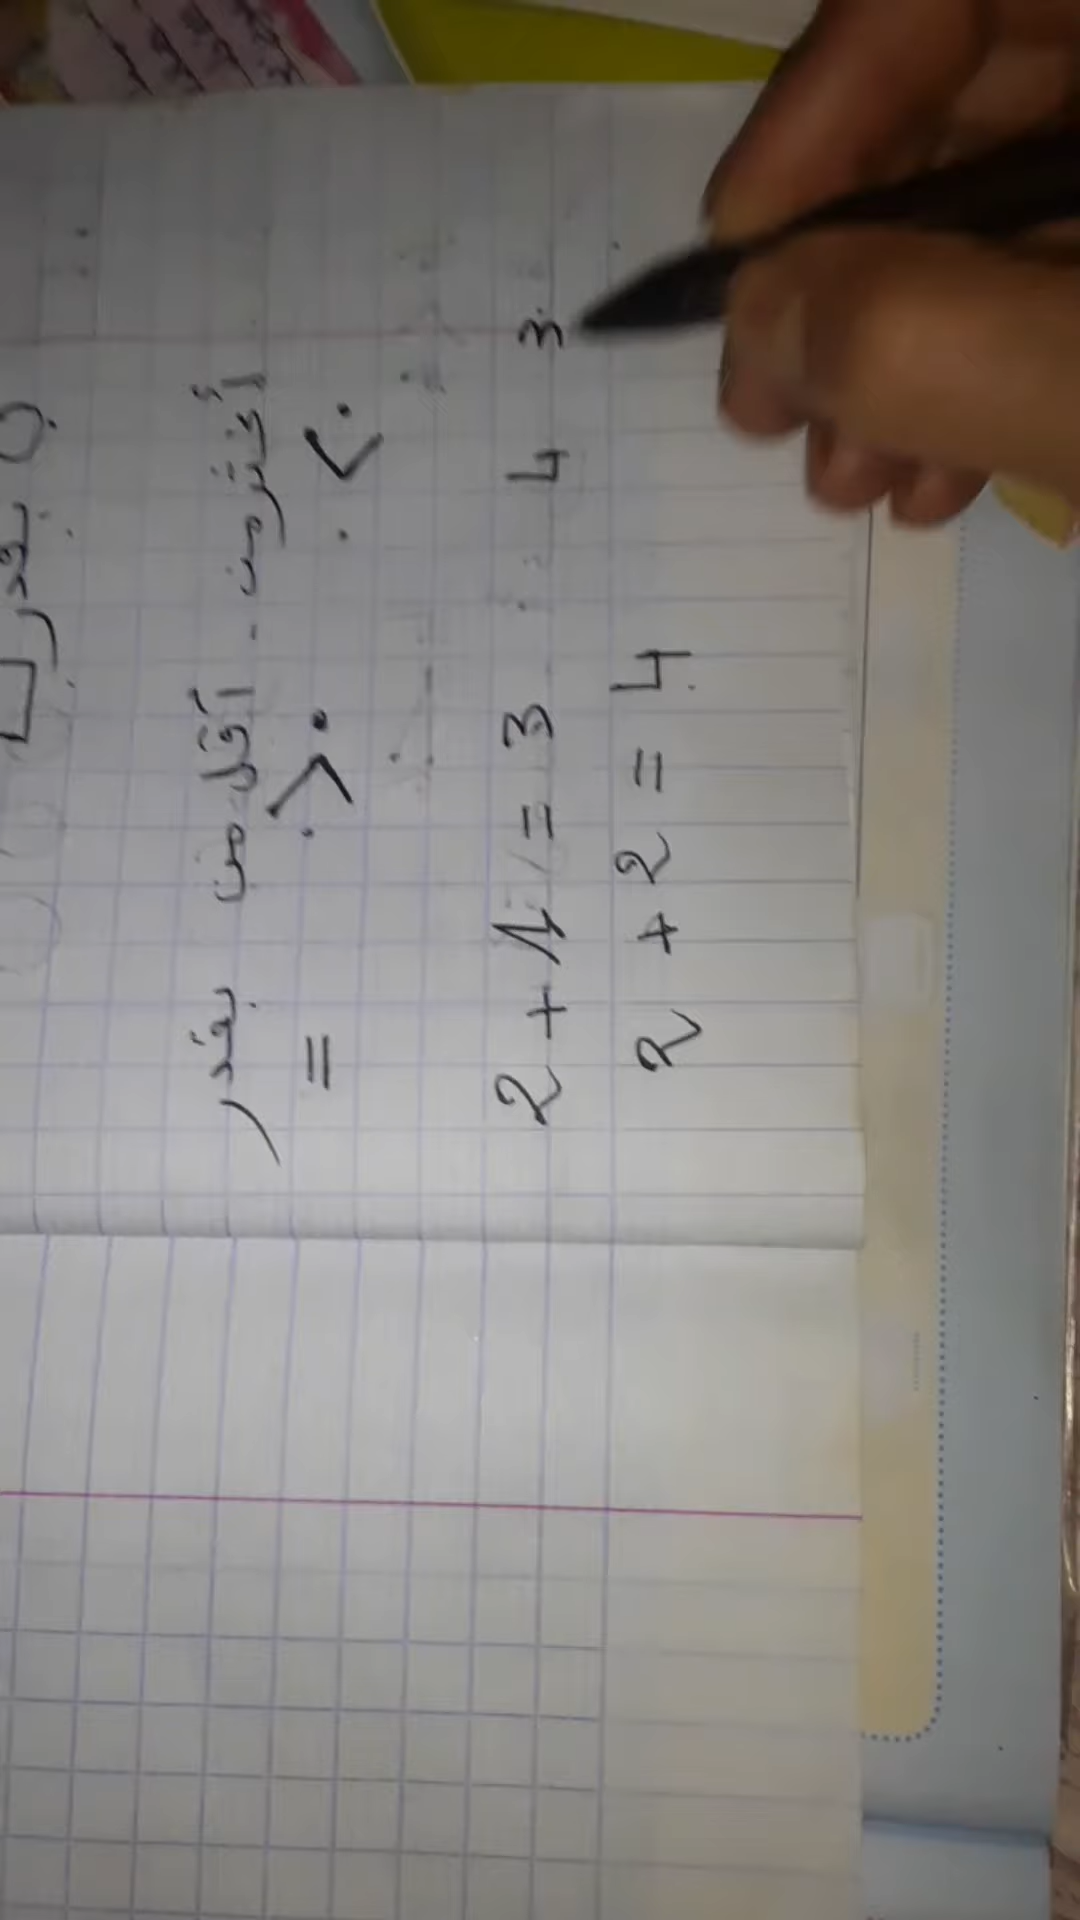 بقدر
أكثر من - أقل من بقدر
= . > . . < .
2 + 1 = 3 4 3
2 + 2 = 4